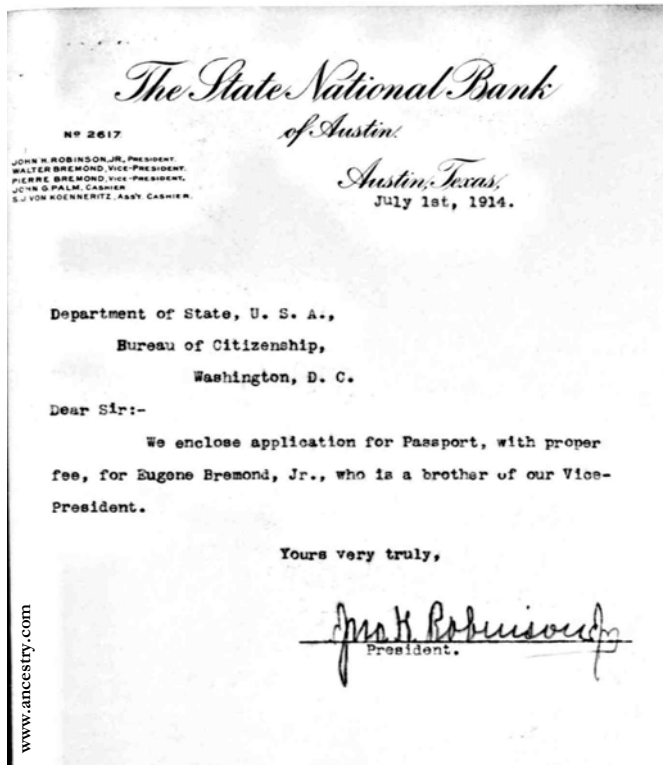 The State National Bank
of Austin.
Nº 2617
JOHN H. ROBINSON, JR, PRESIDENT.
WALTER BREMOND, VICE-PRESIDENT.
PIERRE BREMOND, VICE-PRESIDENT,
JOHN G. PALM, CASHIER
S.J VON KOENNERITZ, ASS'T. CASHIER.
Austin, Texas,
July 1st, 1914.
Department of State, U. S. A.,
Bureau of Citizenship,
Washington, D. C.
Dear Sir:-
We enclose application for Passport, with proper
fee, for Eugene Bremond, Jr., who is a brother of our Vice-
President.
Yours very truly,
Jno H. Robinson Jr
President.
www.ancestry.com